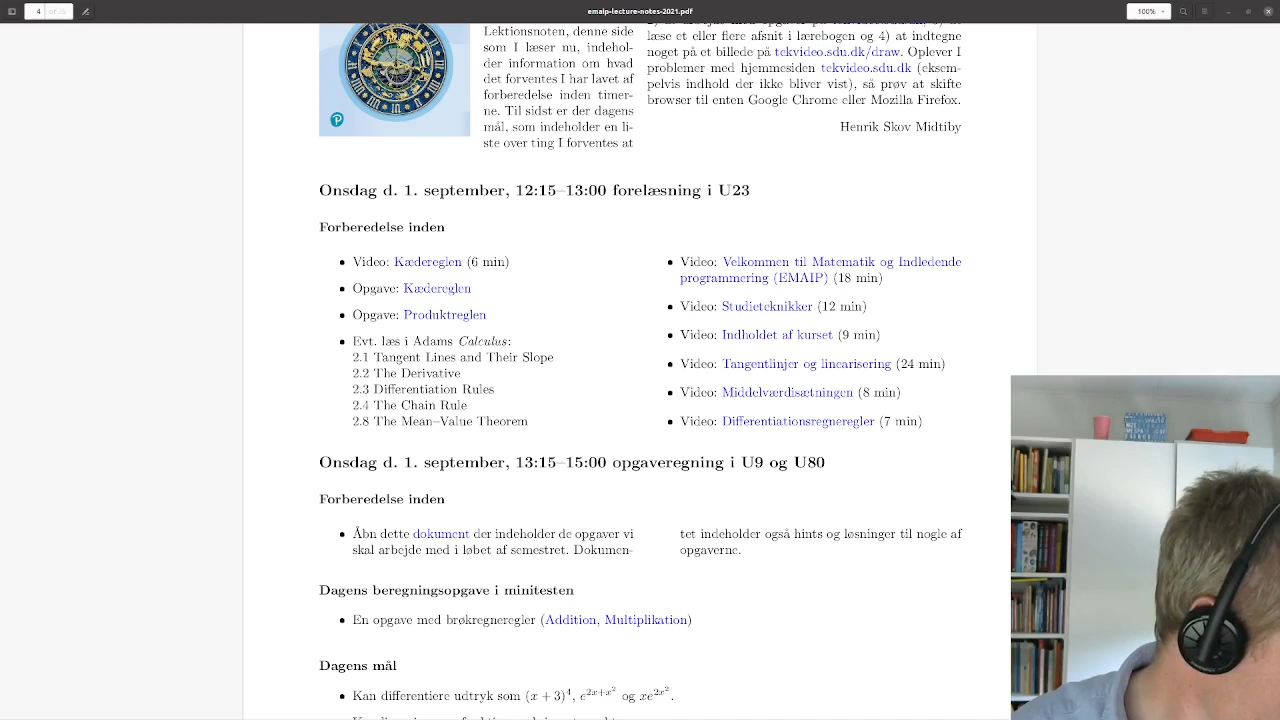 4 of 35
emaip-lecture-notes-2021.pdf
100%
Lektionsnoten, denne side
som I læser nu, indehol-
der information om hvad
det forventes I har lavet af
forberedelse inden timer-
ne. Til sidst er der dagens
mål, som indeholder en li-
ste over ting I forventes at
læse et eller flere afsnit i lærebogen og 4) at indtegne
noget på et billede på tekvideo.sdu.dk/draw. Oplever I
problemer med hjemmesiden tekvideo.sdu.dk (eksem-
pelvis indhold der ikke bliver vist), så prøv at skifte
browser til enten Google Chrome eller Mozilla Firefox.
Henrik Skov Midtiby
Onsdag d. 1. september, 12:15–13:00 forelæsning i U23
Forberedelse inden
• Video: Kædereglen (6 min)
• Opgave: Kædereglen
• Opgave: Produktreglen
• Evt. læs i Adams Calculus:
2.1 Tangent Lines and Their Slope
2.2 The Derivative
2.3 Differentiation Rules
2.4 The Chain Rule
2.8 The Mean–Value Theorem
• Video: Velkommen til Matematik og Indledende
programmering (EMAIP) (18 min)
• Video: Studieteknikker (12 min)
• Video: Indholdet af kurset (9 min)
• Video: Tangentlinjer og linearisering (24 min)
• Video: Middelværdisætningen (8 min)
• Video: Differentiationsregneregler (7 min)
Onsdag d. 1. september, 13:15–15:00 opgaveregning i U9 og U80
Forberedelse inden
• Åbn dette dokument der indeholder de opgaver vi
skal arbejde med i løbet af semestret. Dokumen-
tet indeholder også hints og løsninger til nogle af
opgaverne.
Dagens beregningsopgave i minitesten
• En opgave med brøkregneregler (Addition, Multiplikation)
Dagens mål
• Kan differentiere udtryk som (x + 3)⁴, e^{2x+x²} og xe^{2x²}.